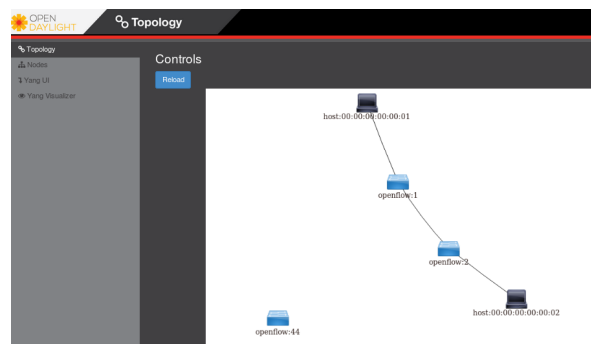 OPEN
DAYLIGHT
Topology
Topology
Nodes
Yang UI
Yang Visualizer
Controls
Reload
host:00:00:00:00:00:01
openflow:1
openflow:2
host:00:00:00:00:00:02
openflow:44